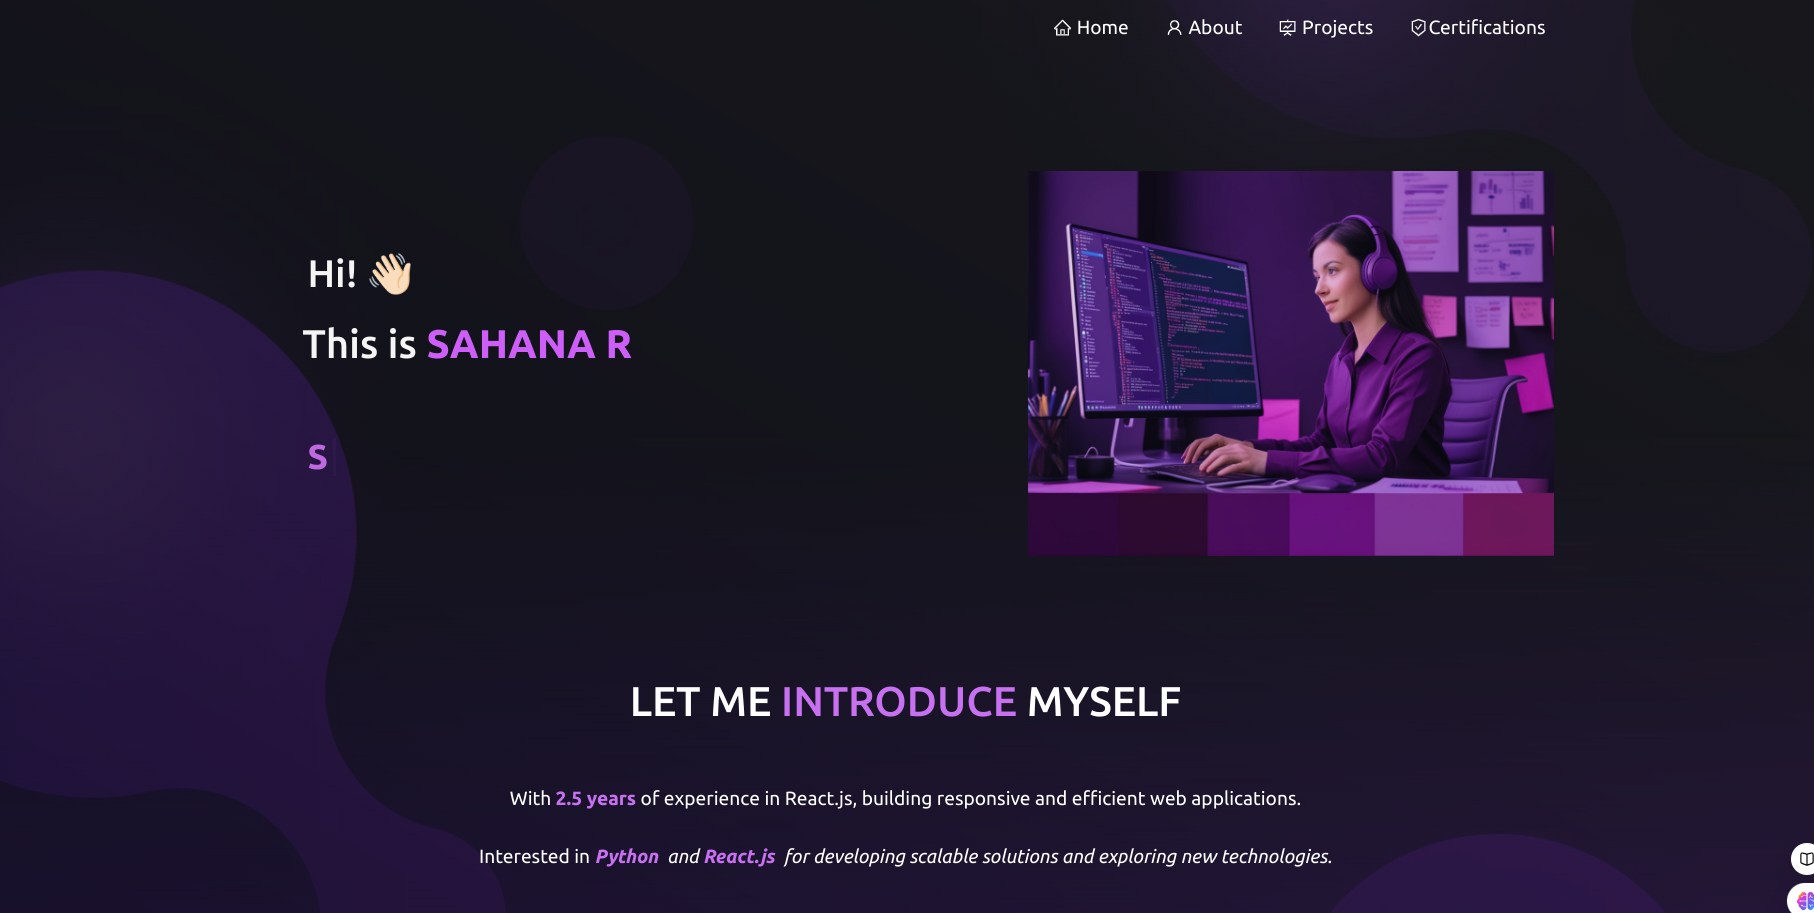 Home About Projects Certifications
Hi! 👋🏻
This is SAHANA R
S
LET ME INTRODUCE MYSELF
With 2.5 years of experience in React.js, building responsive and efficient web applications.
Interested in Python and React.js for developing scalable solutions and exploring new technologies.